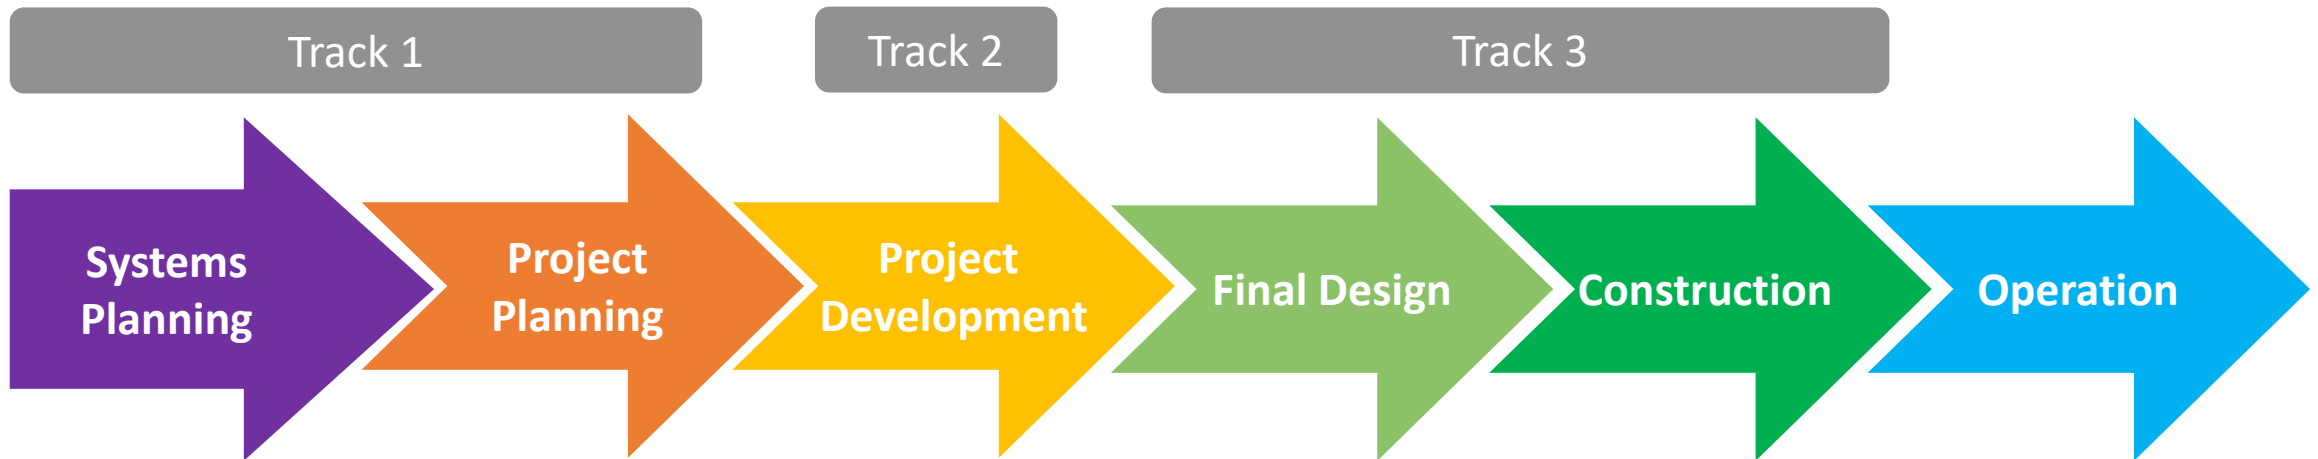 Track 1
Track 2
Track 3
Systems
Planning
Project
Planning
Project
Development
Final Design
Construction
Operation